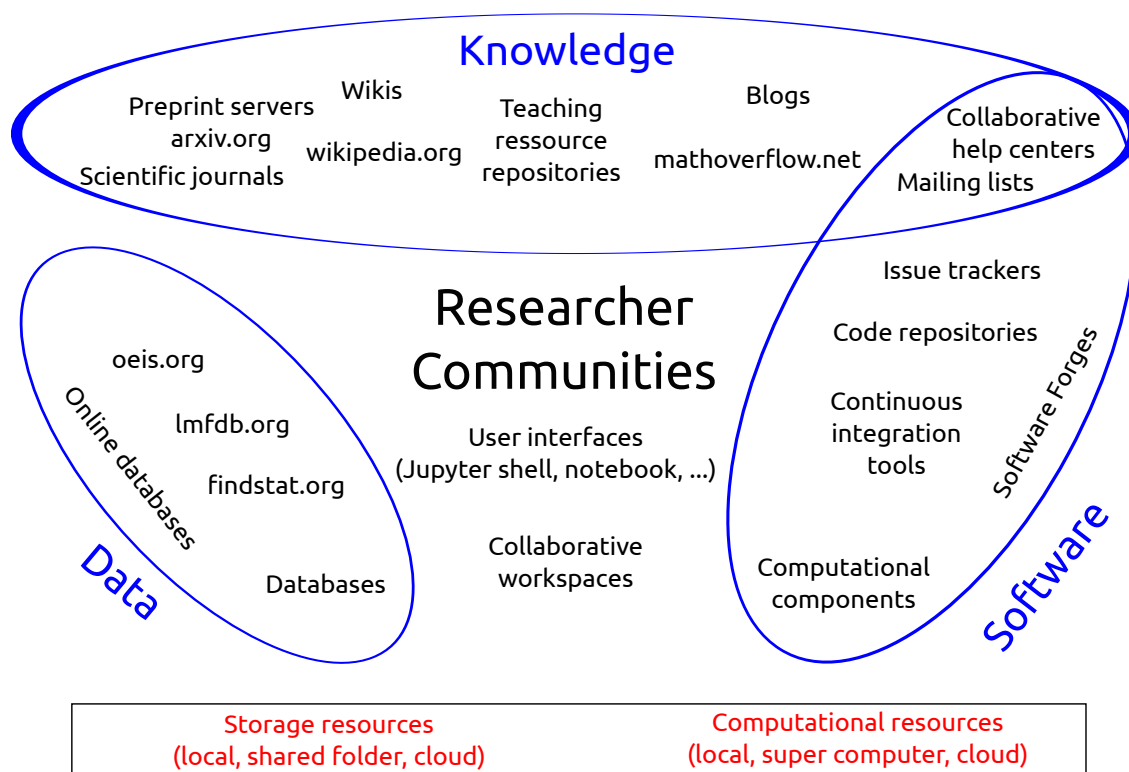 Knowledge
Preprint servers
arxiv.org
Scientific journals
Wikis
wikipedia.org
Teaching
ressource
repositories
Blogs
mathoverflow.net
Collaborative
help centers
Mailing lists
Issue trackers
Code repositories
Continuous
integration
tools
Software Forges
Computational
components
Software
Researcher
Communities
User interfaces
(Jupyter shell, notebook, ...)
Collaborative
workspaces
oeis.org
lmfdb.org
findstat.org
Online databases
Databases
Data
Storage resources
(local, shared folder, cloud)
Computational resources
(local, super computer, cloud)